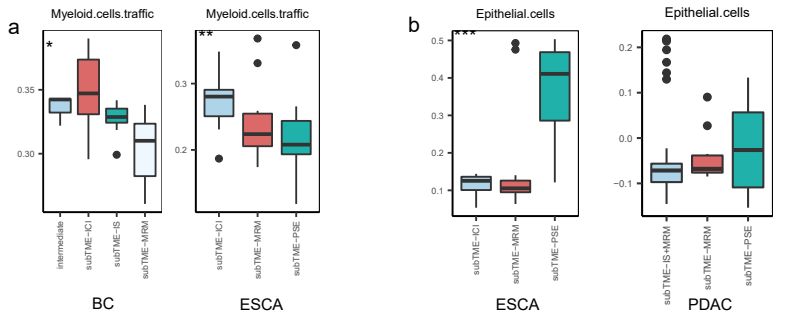 a
Myeloid.cells.traffic
*
0.35
0.30
intermediate
subTME−ICI
subTME−IS
subTME−MRM
BC
Myeloid.cells.traffic
**
0.3
0.2
subTME−ICI
subTME−MRM
subTME−PSE
ESCA
b
Epithelial.cells
***
0.5
0.4
0.3
0.2
0.1
subTME−ICI
subTME−MRM
subTME−PSE
ESCA
Epithelial.cells
0.2
0.1
0.0
−0.1
subTME−IS+MRM
subTME−MRM
subTME−PSE
PDAC